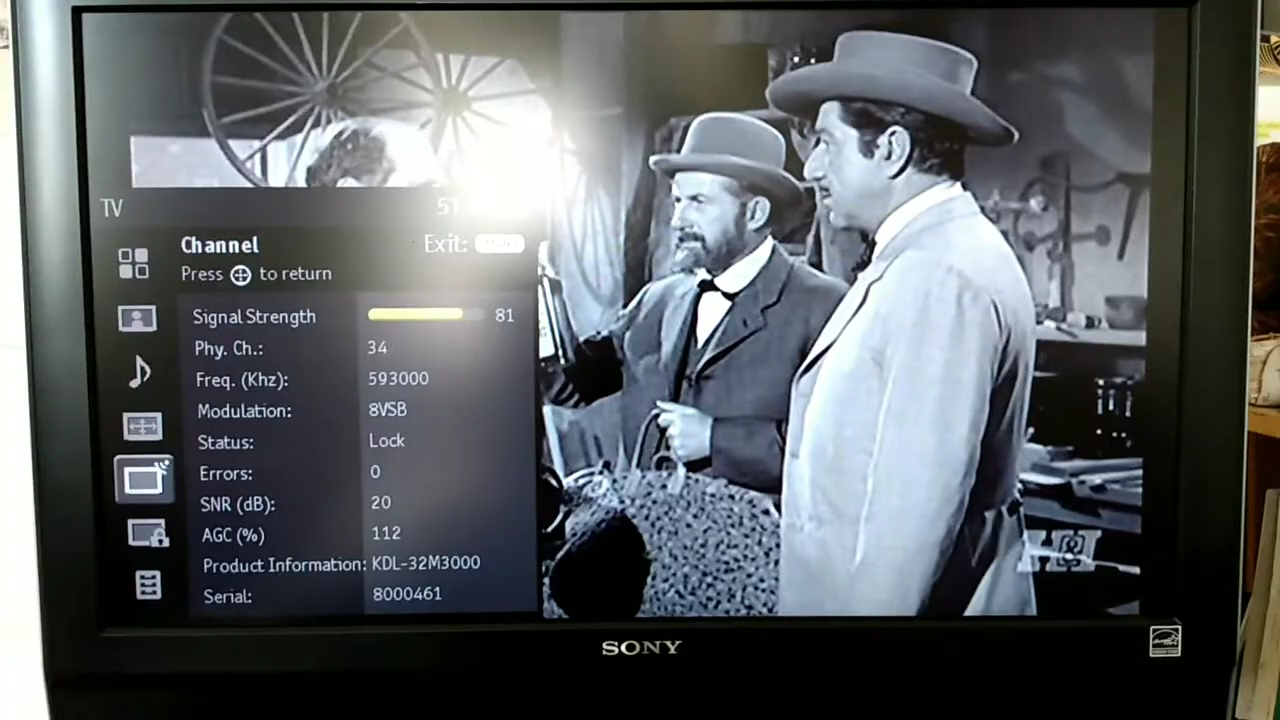 TV
51
Channel
Exit:
Press to return
Signal Strength 81
Phy. Ch.: 34
Freq. (Khz): 593000
Modulation: 8VSB
Status: Lock
Errors: 0
SNR (dB): 20
AGC (%) 112
Product Information: KDL-32M3000
Serial: 8000461
H&I
SONY